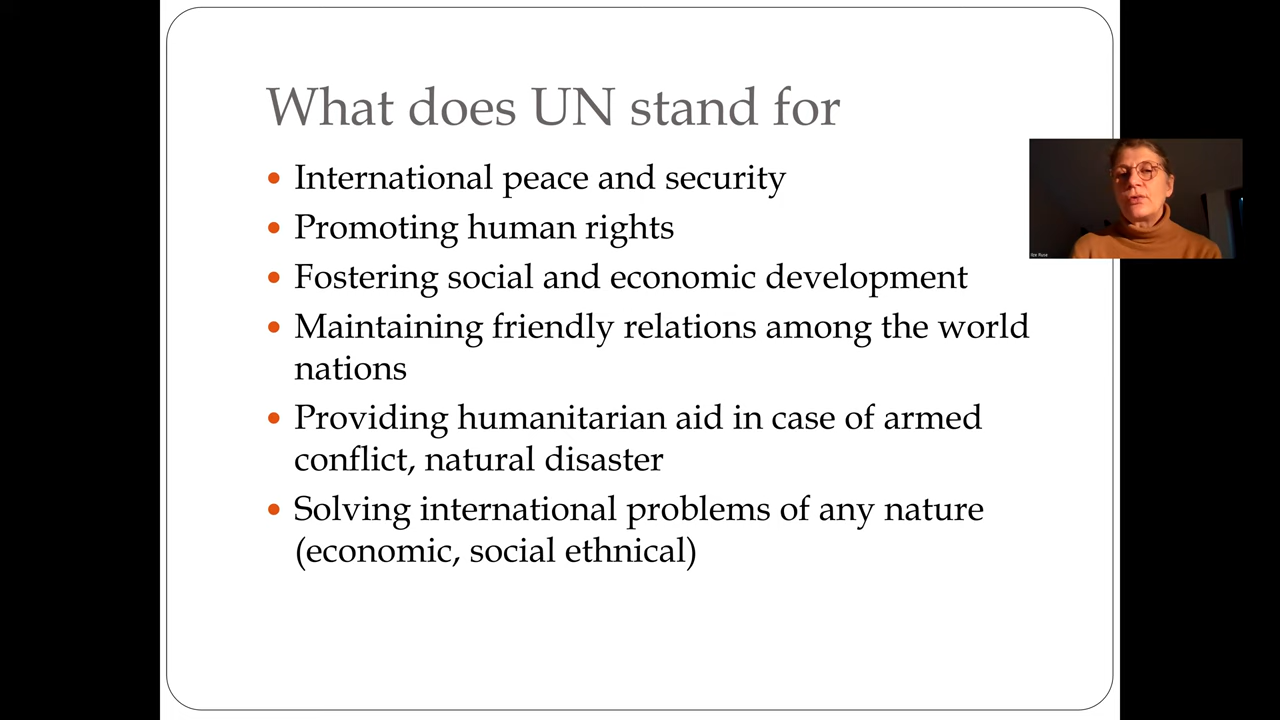 What does UN stand for
• International peace and security
• Promoting human rights
• Fostering social and economic development
• Maintaining friendly relations among the world
nations
• Providing humanitarian aid in case of armed
conflict, natural disaster
• Solving international problems of any nature
(economic, social ethnical)